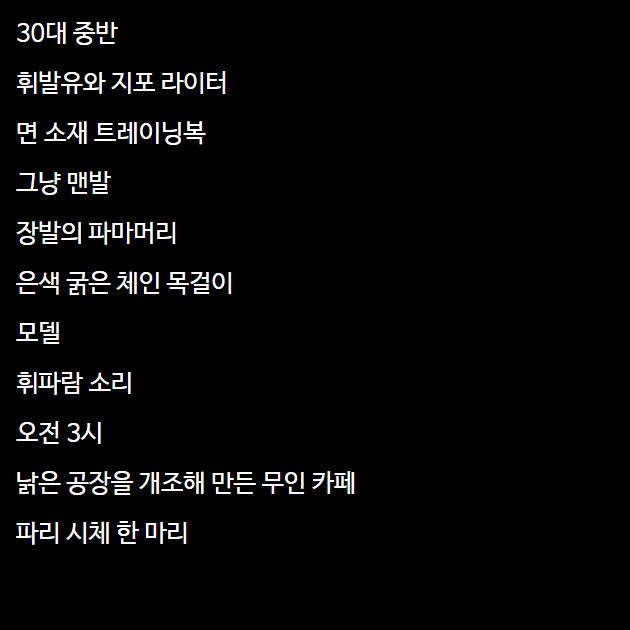 30대 중반
휘발유와 지포 라이터
면 소재 트레이닝복
그냥 맨발
장발의 파마머리
은색 굵은 체인 목걸이
모델
휘파람 소리
오전 3시
낡은 공장을 개조해 만든 무인 카페
파리 시체 한 마리